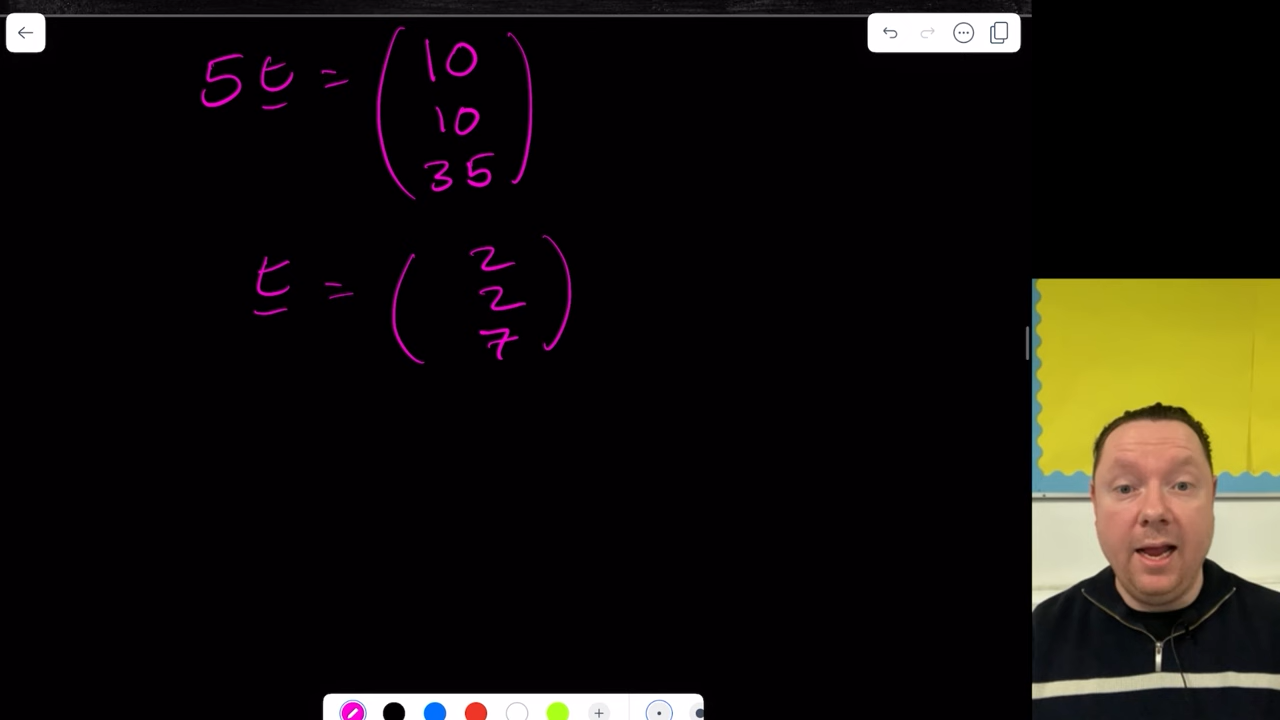 5t = (10
10
35)
t = (2
2
7)